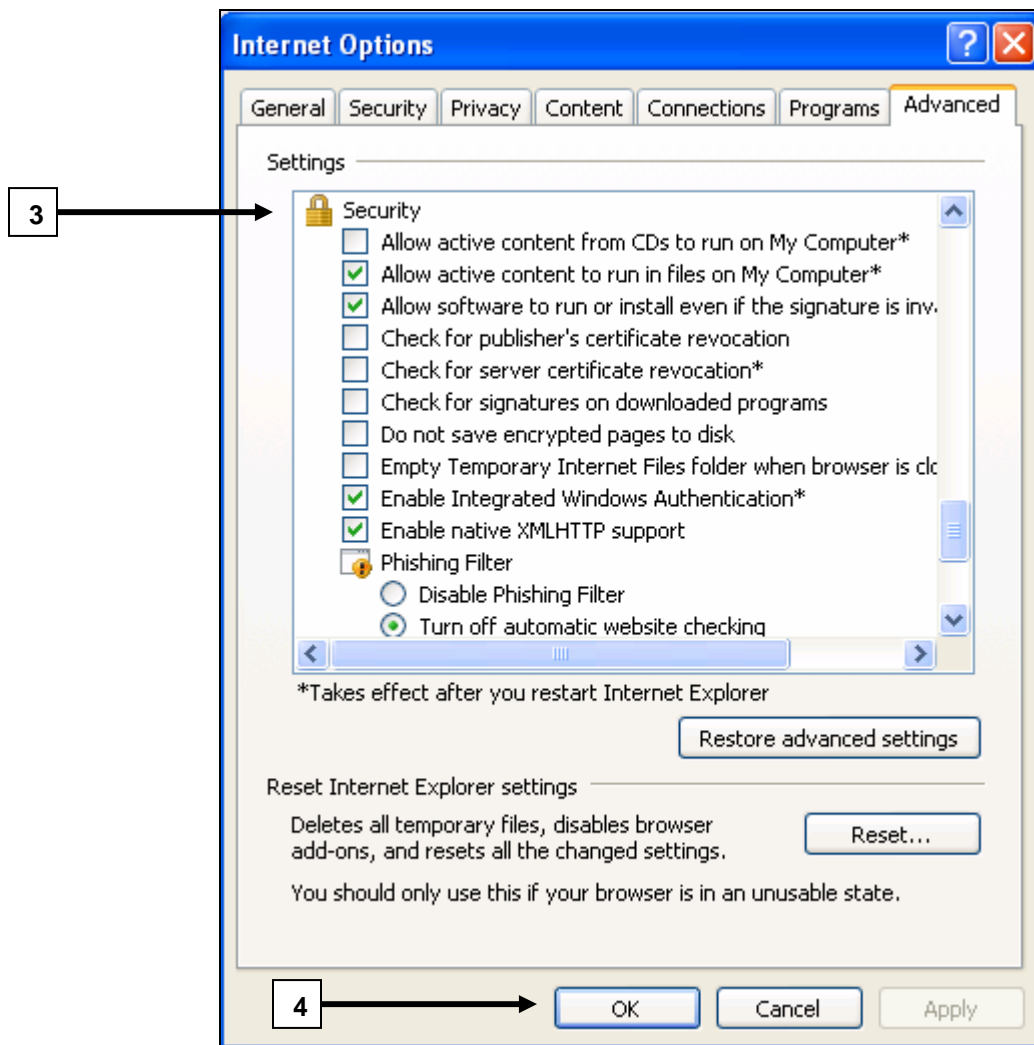 Internet Options
General Security Privacy Content Connections Programs Advanced
Settings
3
Security
Allow active content from CDs to run on My Computer*
Allow active content to run in files on My Computer*
Allow software to run or install even if the signature is inv
Check for publisher's certificate revocation
Check for server certificate revocation*
Check for signatures on downloaded programs
Do not save encrypted pages to disk
Empty Temporary Internet Files folder when browser is clo
Enable Integrated Windows Authentication*
Enable native XMLHTTP support
Phishing Filter
Disable Phishing Filter
Turn off automatic website checking
*Takes effect after you restart Internet Explorer
Restore advanced settings
Reset Internet Explorer settings
Deletes all temporary files, disables browser
add-ons, and resets all the changed settings.
Reset...
You should only use this if your browser is in an unusable state.
4
OK Cancel Apply